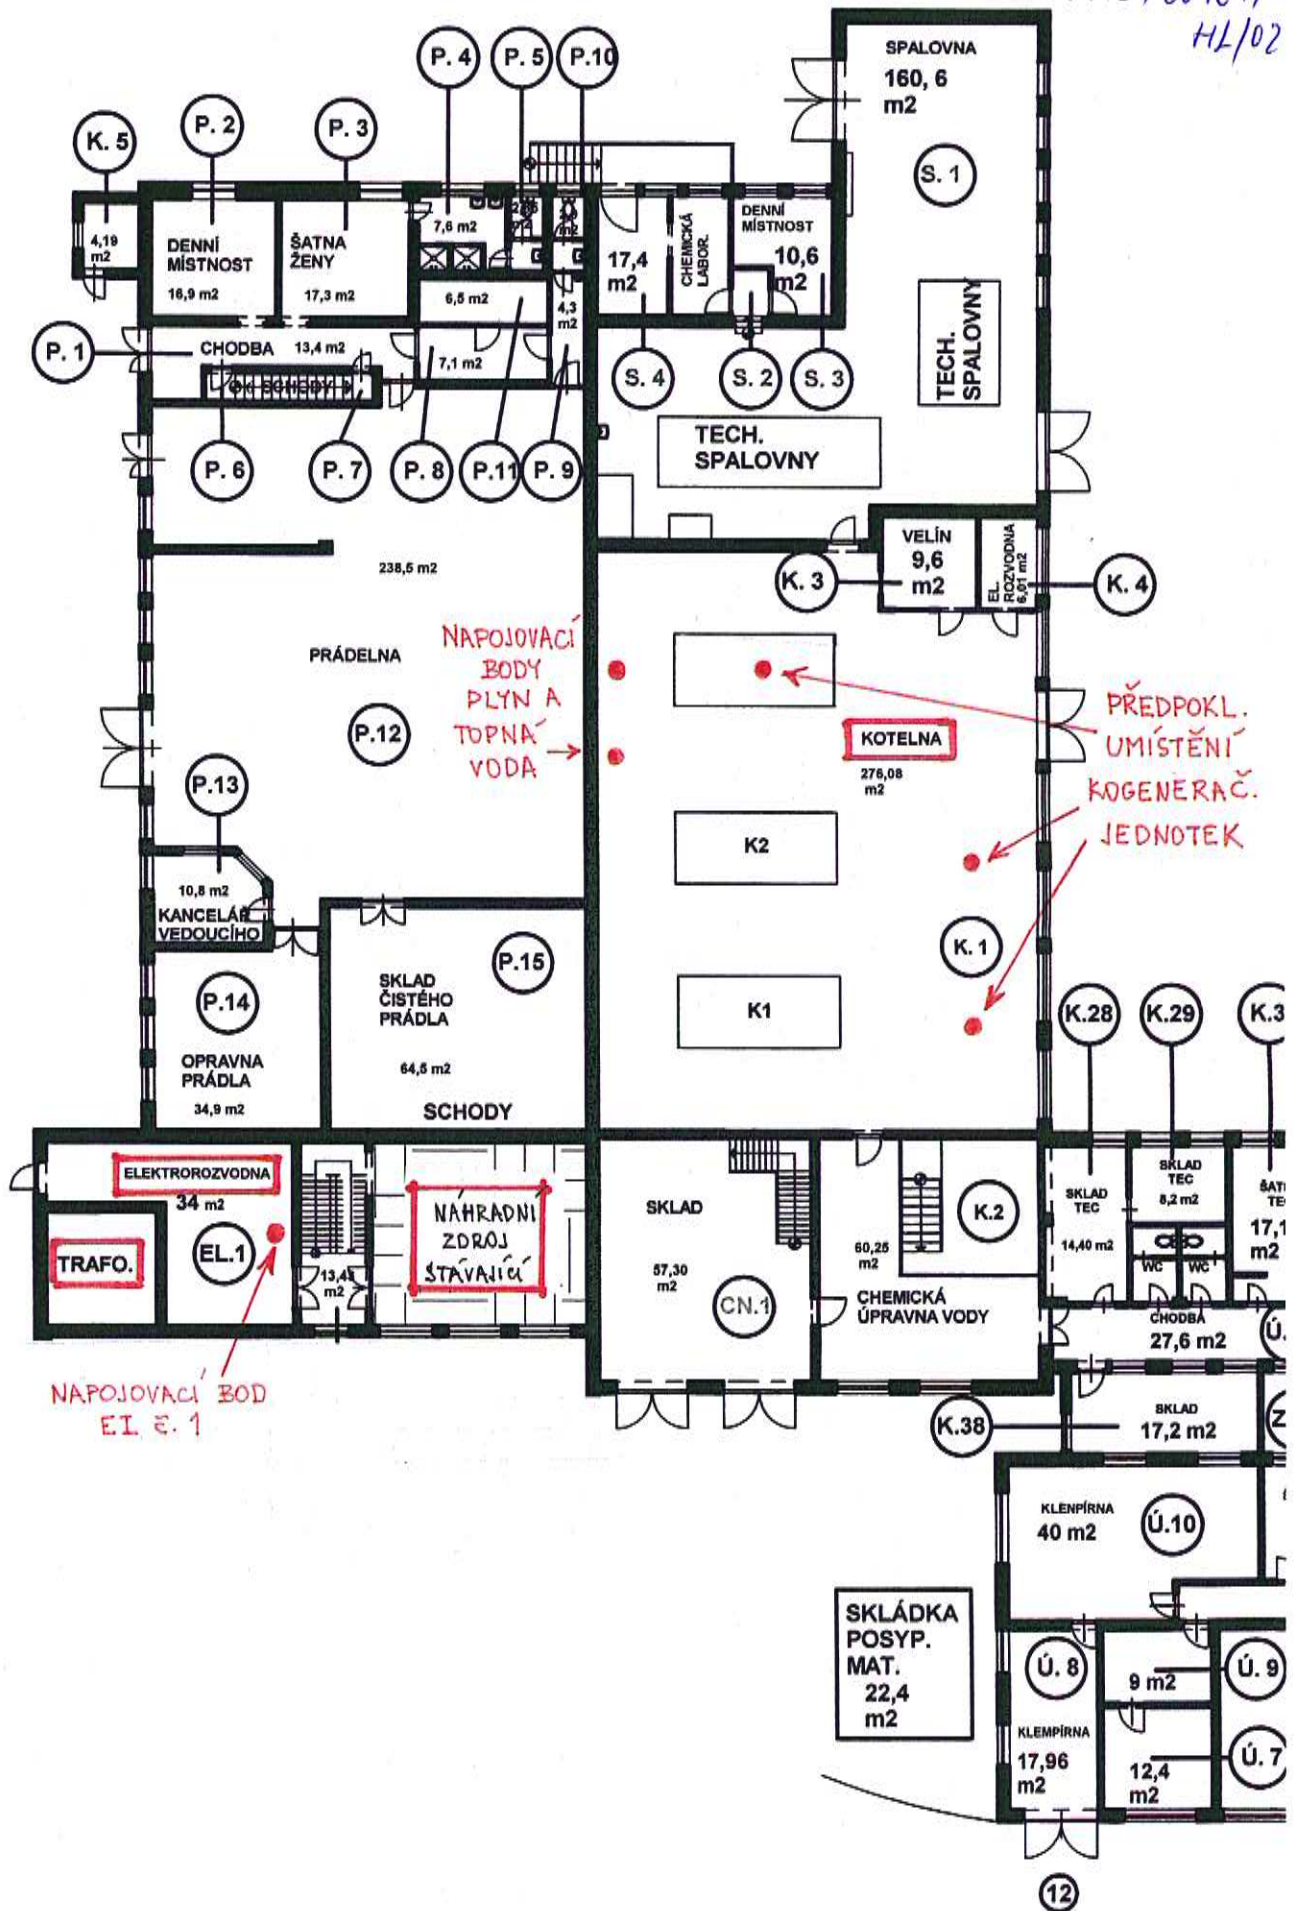 HL/02
SPALOVNA
160, 6
m2
S. 1
P. 4
P. 5
P.10
P. 2
P. 3
K. 5
4,19
m2
DENNÍ
MÍSTNOST
16,9 m2
ŠATNA
ŽENY
17,3 m2
7,6 m2
6,5 m2
4,3
m2
7,1 m2
17,4
m2
CHEMICKÁ
LABOR.
DENNÍ
MÍSTNOST
10,6
m2
P. 1
CHODBA
13,4 m2
SCHODY
S. 4
S. 2
S. 3
TECH.
SPALOVNY
TECH.
SPALOVNY
P. 6
P. 7
P. 8
P.11
P. 9
238,5 m2
VELÍN
9,6
m2
EL.
ROZVODNA
6,01 m2
K. 3
K. 4
PRÁDELNA
P.12
NAPOJOVACÍ
BODY
PLYN A
TOPNÁ
VODA
KOTELNA
276,08
m2
PŘEDPOKL.
UMÍSTĚNÍ
KOGENERAČ.
JEDNOTEK
P.13
10,8 m2
KANCELÁŘ
VEDOUCÍHO
K2
K. 1
K1
P.15
SKLAD
ČISTÉHO
PRÁDLA
64,5 m2
P.14
OPRAVNA
PRÁDLA
34,9 m2
SCHODY
K.28
K.29
K.3
ELEKTROROZVODNA
34 m2
TRAFO.
EL.1
13,43
m2
NÁHRADNÍ
ZDROJ
STÁVAJÍCÍ
SKLAD
57,30
m2
CN.1
K.2
60,25
m2
CHEMICKÁ
ÚPRAVNA VODY
SKLAD
TEC
14,40 m2
SKLAD
TEC
8,2 m2
WC
WC
ŠAT
TE
17,1
m2
CHODBA
27,6 m2
Ú.
NAPOJOVACÍ BOD
EI. č. 1
K.38
SKLAD
17,2 m2
KLENPÍRNA
40 m2
Ú.10
SKLÁDKA
POSYP.
MAT.
22,4
m2
Ú. 8
KLEMPÍRNA
17,96
m2
9 m2
Ú. 9
12,4
m2
Ú. 7
12